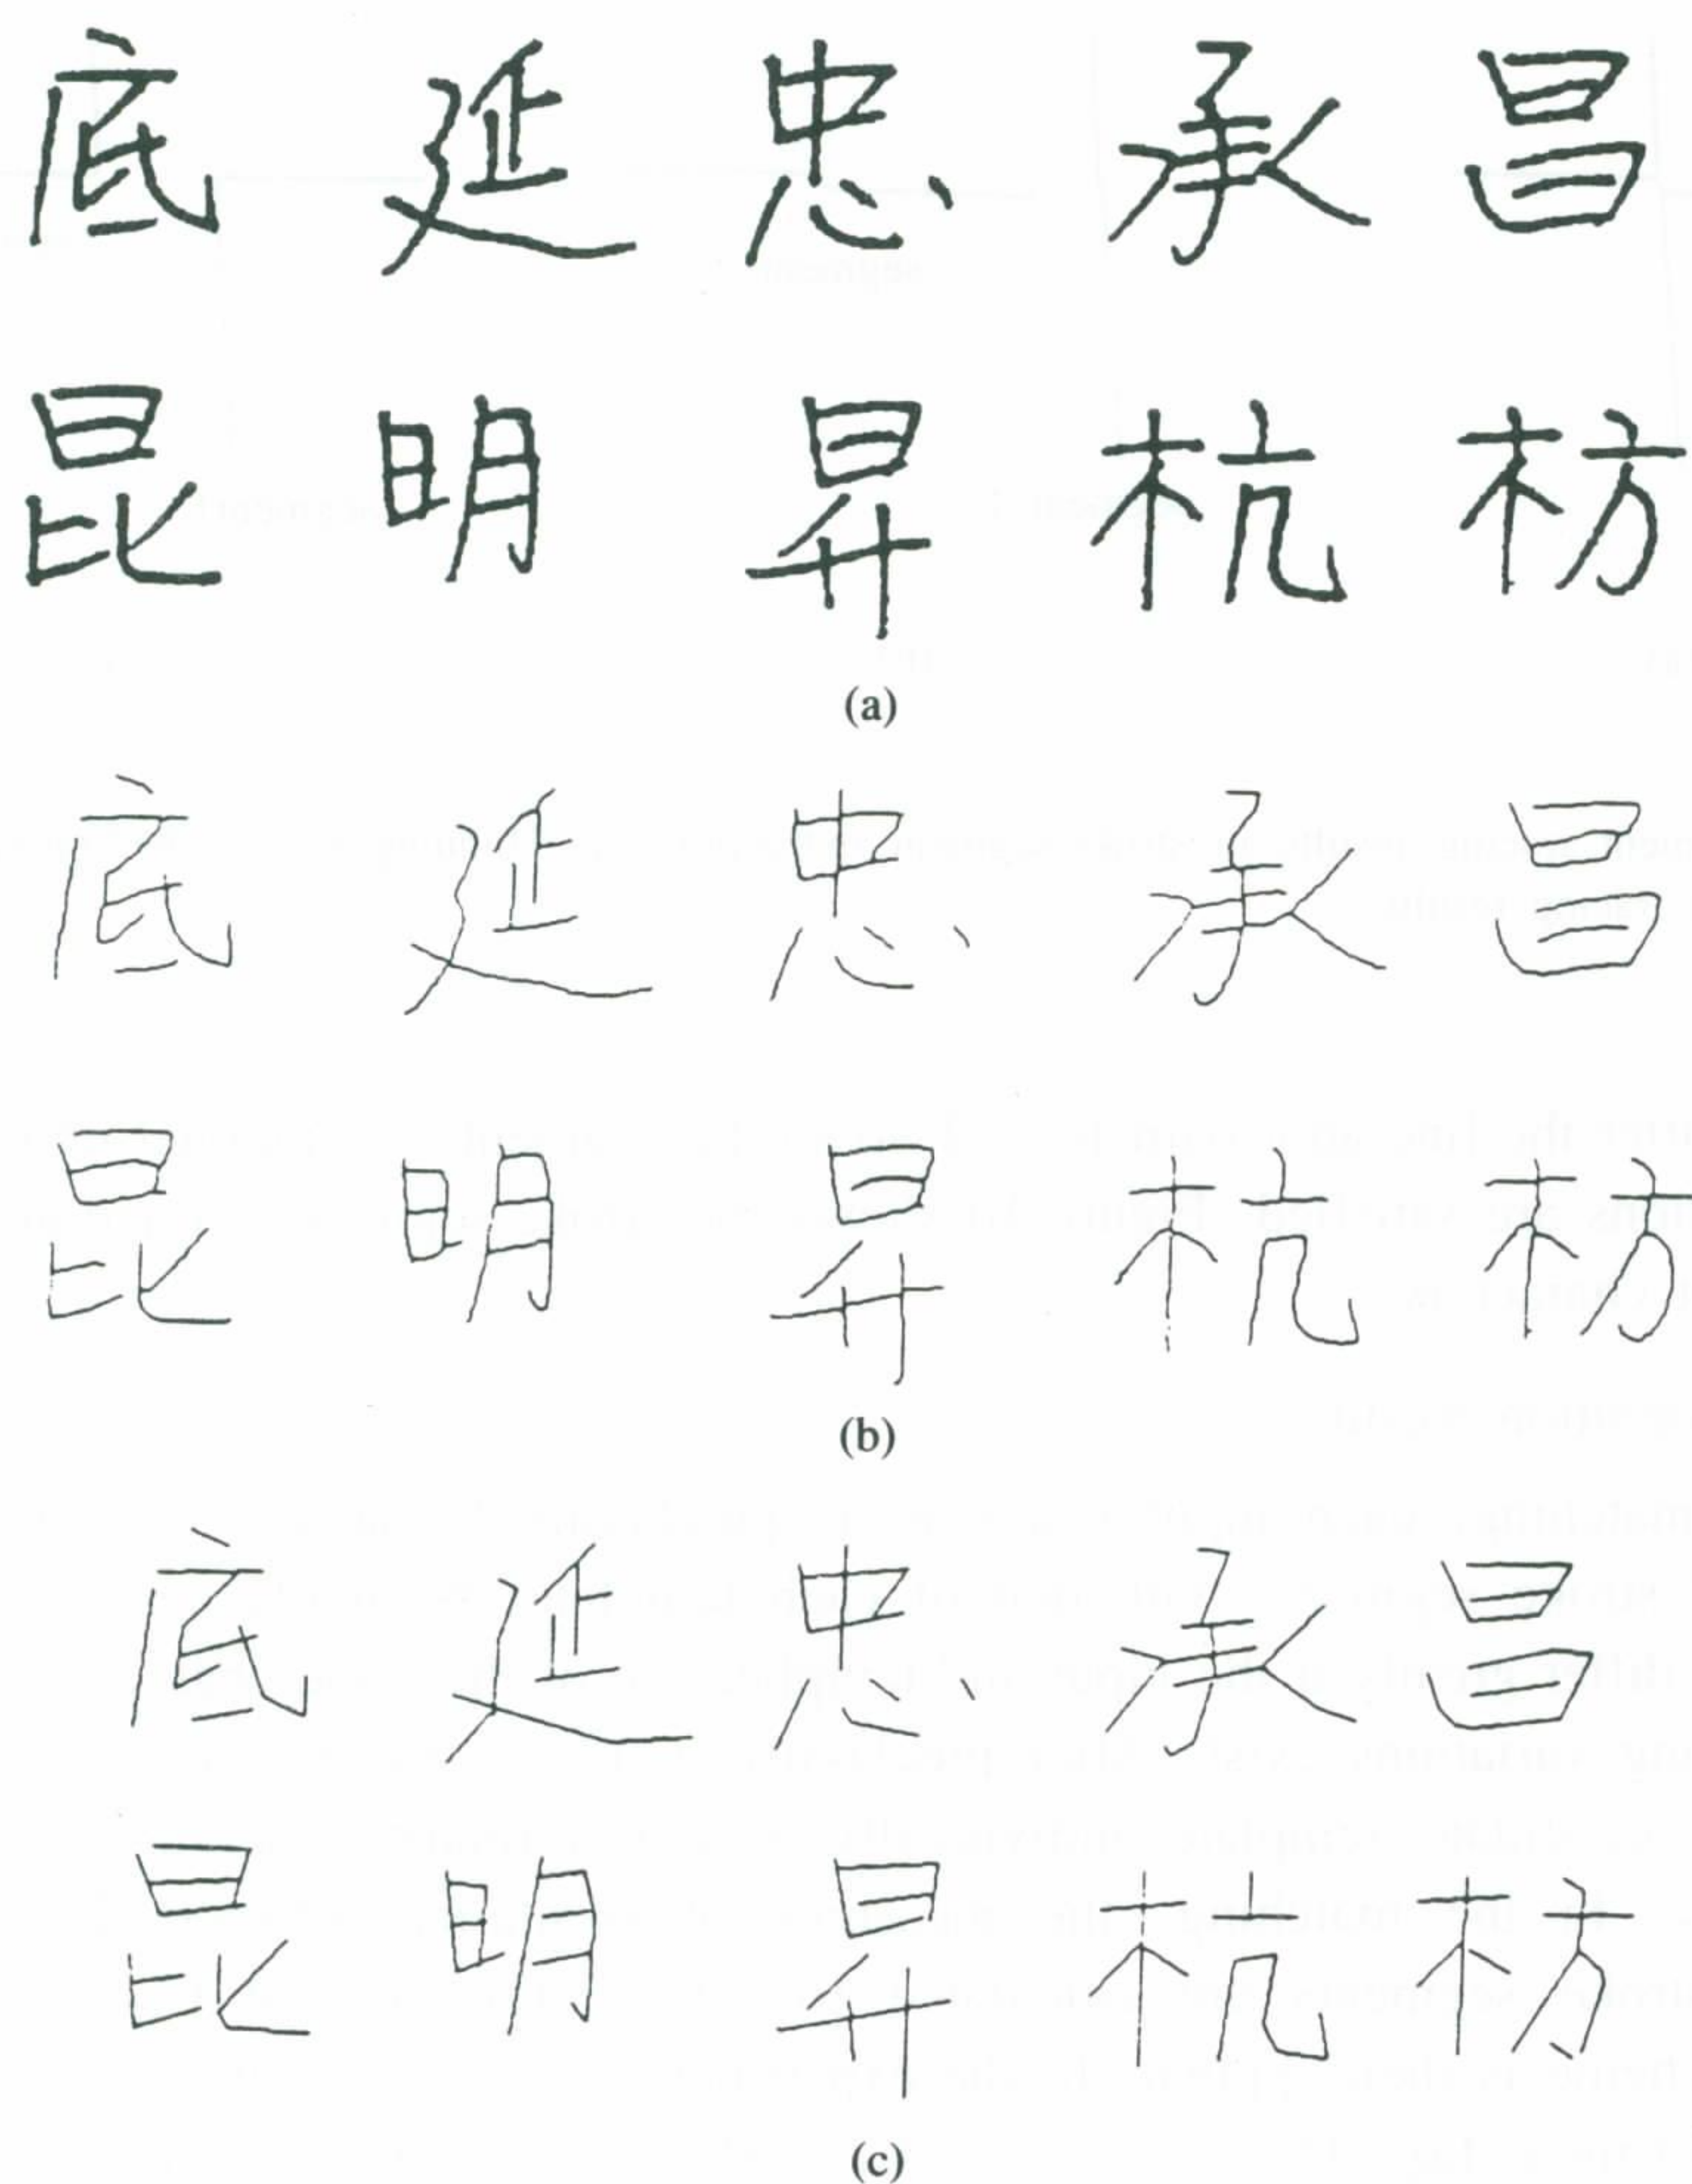 底 延 忠 承 昌
昆 明 昇 杭 枋
(a)
底 延 忠 承 昌
昆 明 昇 杭 枋
(b)
底 延 忠 承 昌
昆 明 昇 杭 枋
(c)